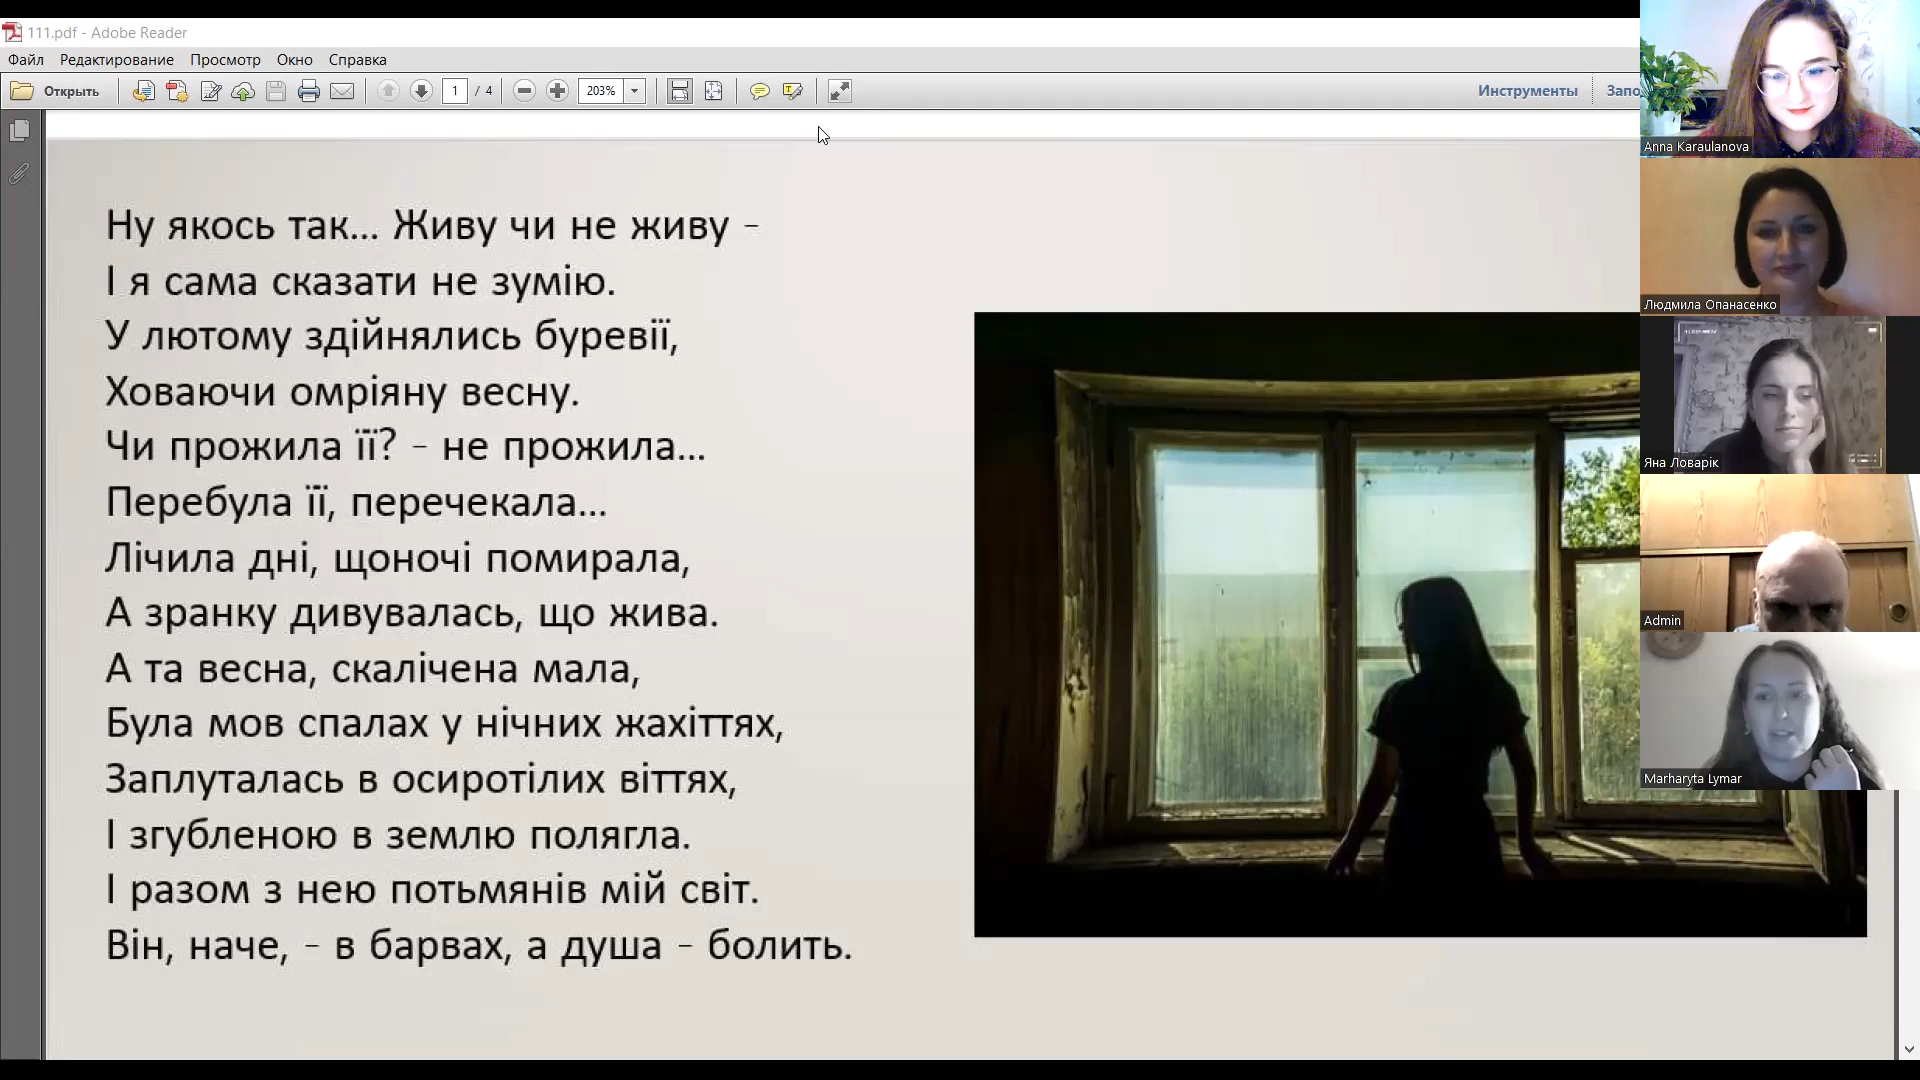 111.pdf - Adobe Reader
Файл Редактирование Просмотр Окно Справка
Открыть 1 / 4 203% Инструменты
Ну якось так... Живу чи не живу –
І я сама сказати не зумію.
У лютому здійнялись буревії,
Ховаючи омріяну весну.
Чи прожила її? – не прожила...
Перебула її, перечекала...
Лічила дні, щоночі помирала,
А зранку дивувалась, що жива.
А та весна, скалічена мала,
Була мов спалах у нічних жахіттях,
Заплуталась в осиротілих віттях,
І згубленою в землю полягла.
І разом з нею потьмянів мій світ.
Він, наче, – в барвах, а душа – болить.
Anna Karaulanova
Людмила Опанасенко
Яна Ловарік
Admin
Marharyta Lymar